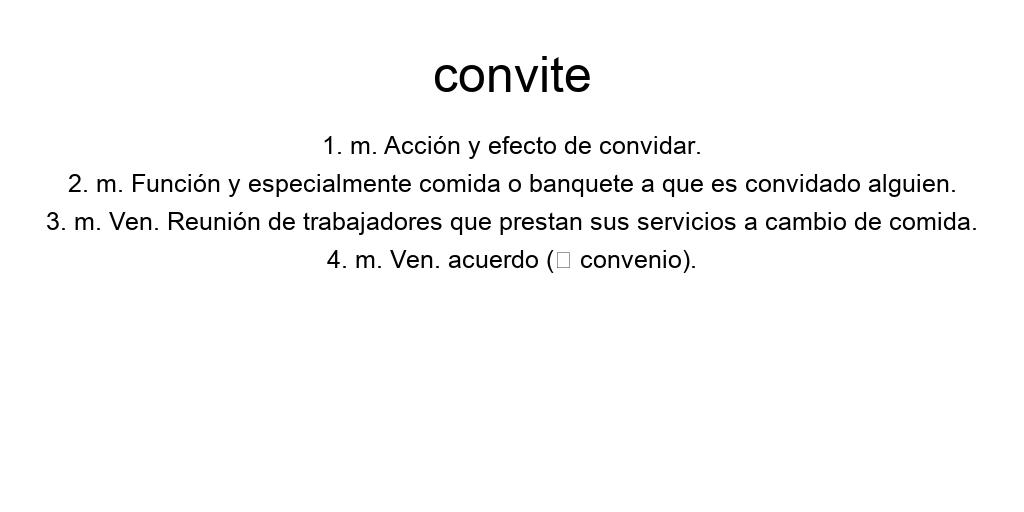 convite
1. m. Acción y efecto de convidar.
2. m. Función y especialmente comida o banquete a que es convidado alguien.
3. m. Ven. Reunión de trabajadores que prestan sus servicios a cambio de comida.
4. m. Ven. acuerdo (□ convenio).